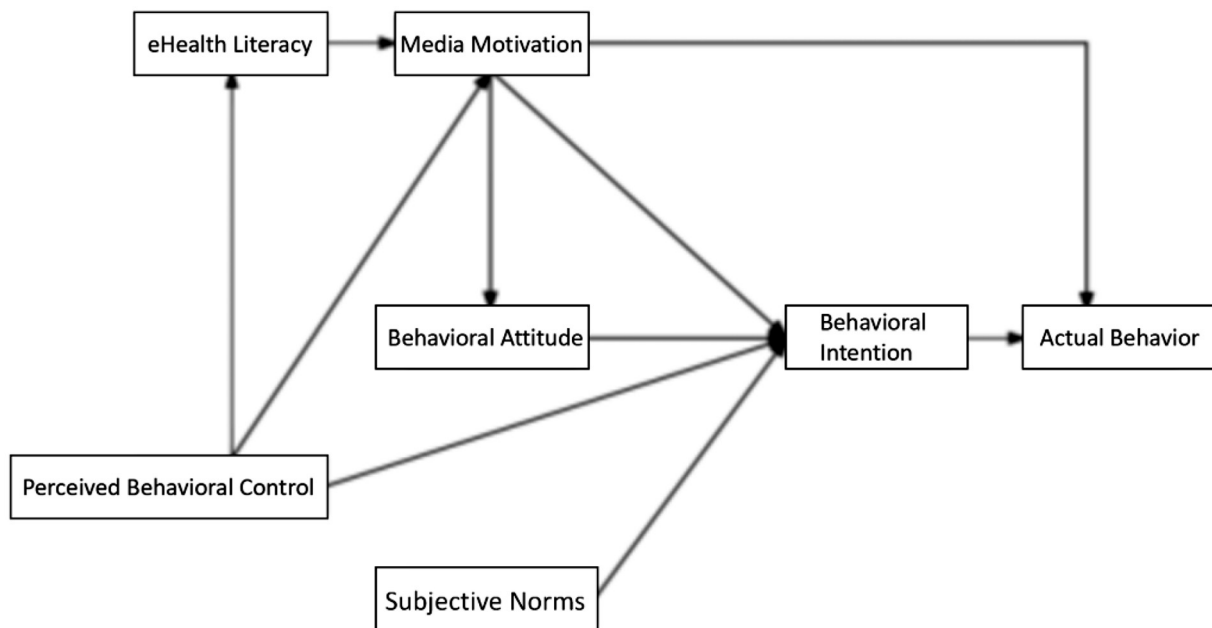 eHealth Literacy
Media Motivation
Behavioral Attitude
Behavioral
Intention
Actual Behavior
Perceived Behavioral Control
Subjective Norms